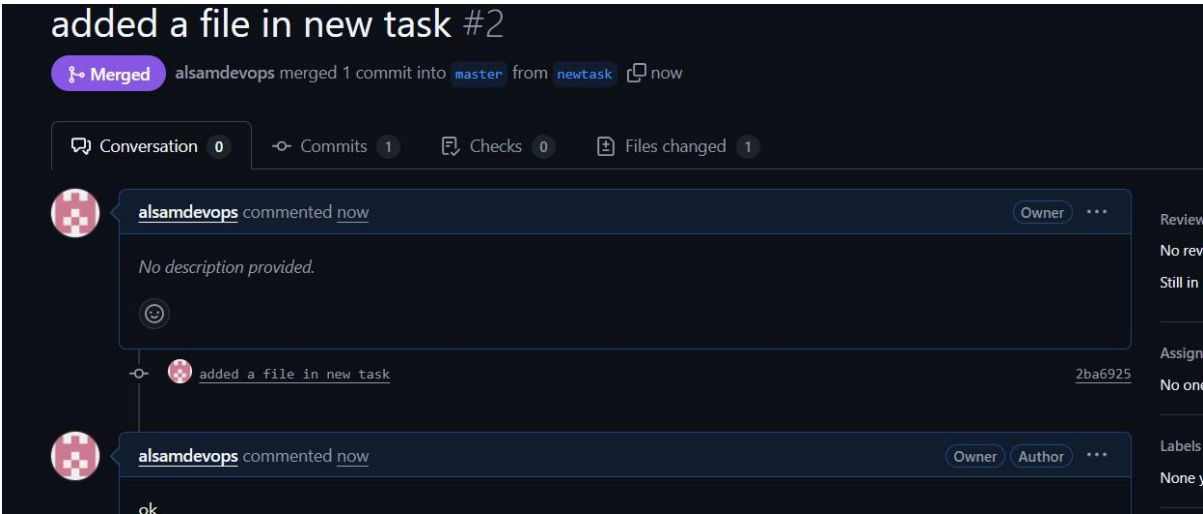 added a file in new task #2
Merged alsamdevops merged 1 commit into master from newtask now
Conversation 0 Commits 1 Checks 0 Files changed 1
alsamdevops commented now Owner ...
No description provided.
added a file in new task 2ba6925
alsamdevops commented now Owner Author ...
ok
Review
No rev
Still in
Assign
No one
Labels
None y